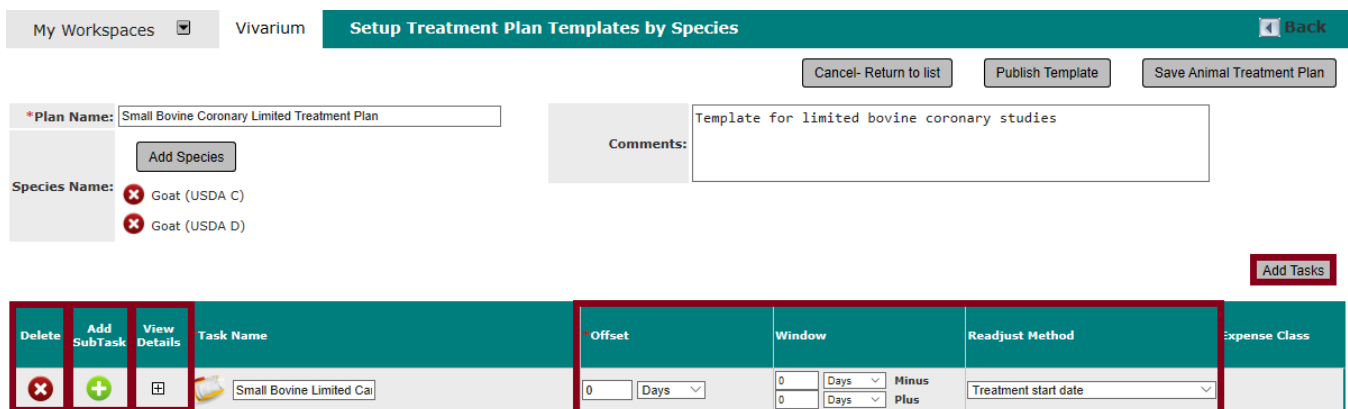 My Workspaces Vivarium Setup Treatment Plan Templates by Species Back
Cancel- Return to list Publish Template Save Animal Treatment Plan
*Plan Name: Small Bovine Coronary Limited Treatment Plan
Comments: Template for limited bovine coronary studies
Add Species
Species Name:
Goat (USDA C)
Goat (USDA D)
Add Tasks
Delete Add SubTask View Details Task Name *Offset Window Readjust Method Expense Class
Small Bovine Limited Car 0 Days 0 Days Minus Treatment start date
0 Days Plus